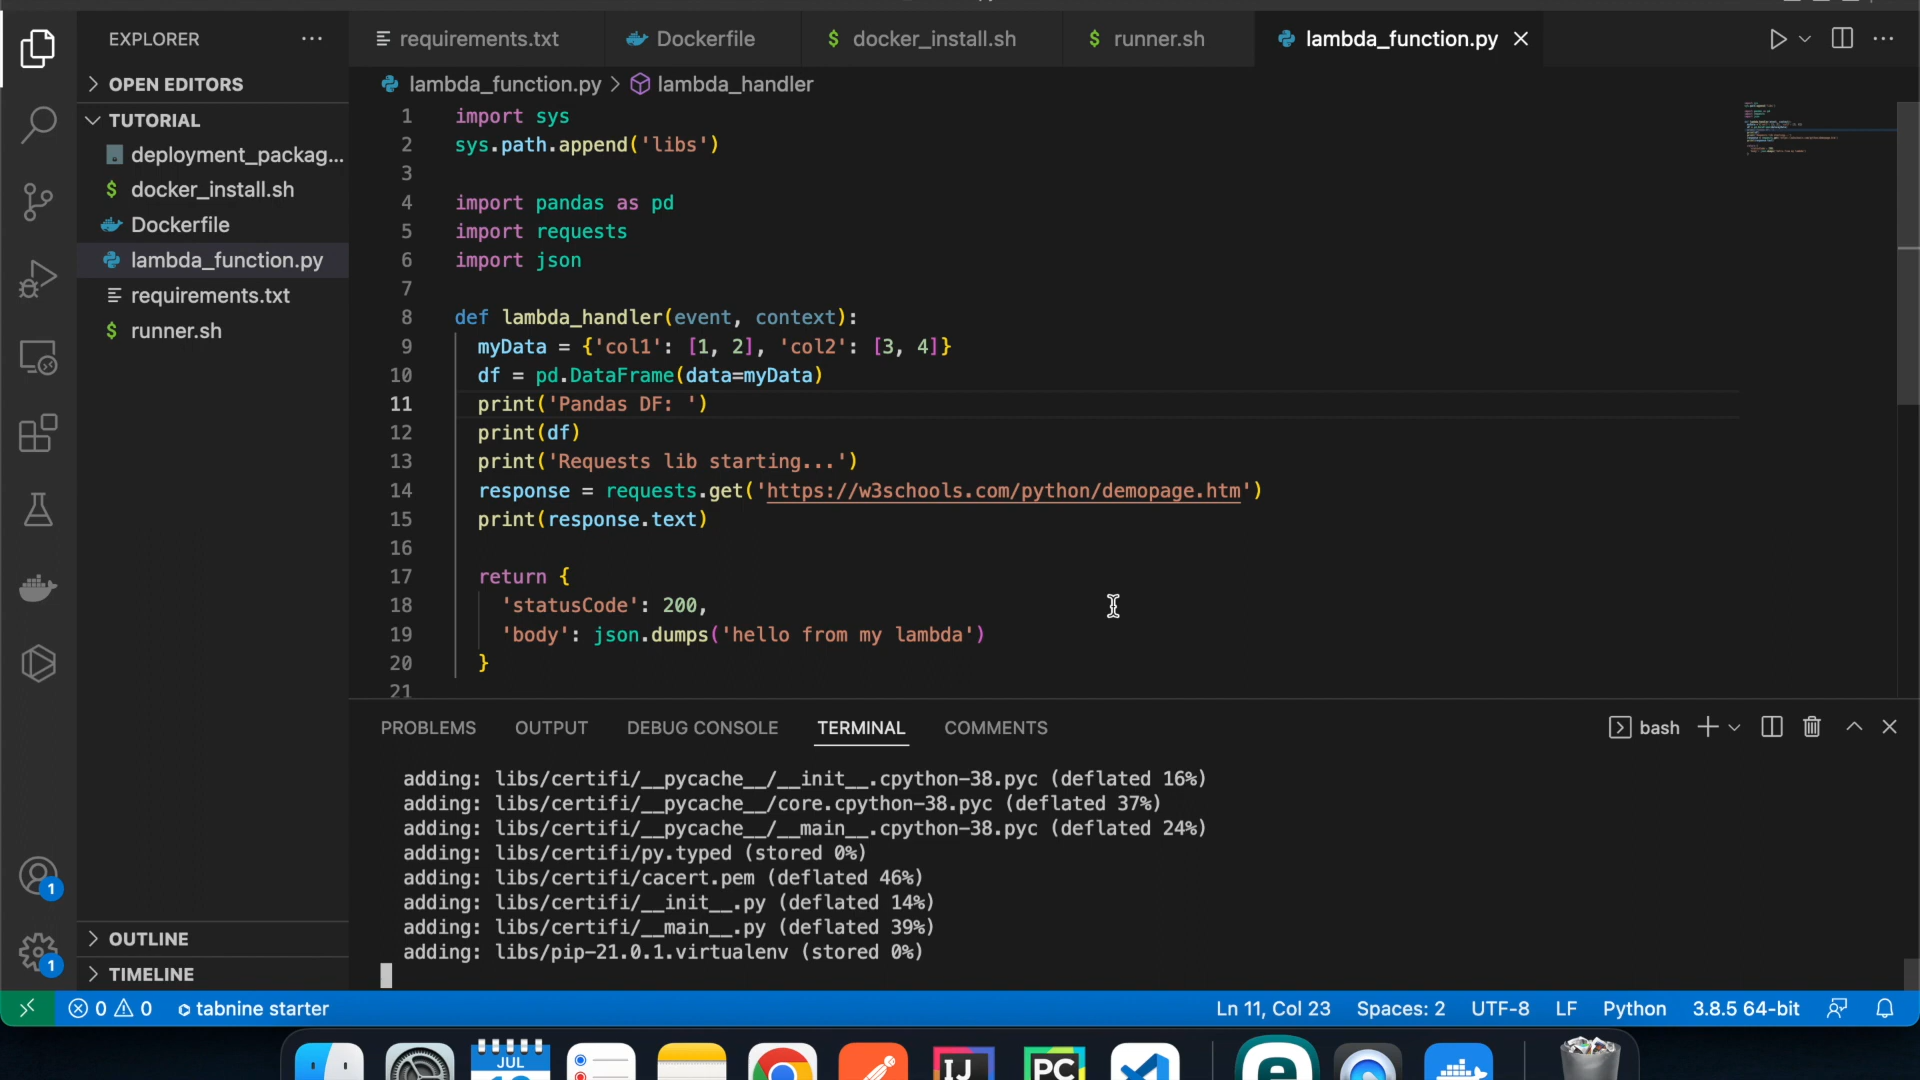 EXPLORER
requirements.txt
Dockerfile
$ docker_install.sh
$ runner.sh
lambda_function.py
OPEN EDITORS
lambda_function.py > lambda_handler
TUTORIAL
deployment_packag...
$ docker_install.sh
Dockerfile
lambda_function.py
requirements.txt
$ runner.sh
1 import sys
2 sys.path.append('libs')
3
4 import pandas as pd
5 import requests
6 import json
7
8 def lambda_handler(event, context):
9 myData = {'col1': [1, 2], 'col2': [3, 4]}
10 df = pd.DataFrame(data=myData)
11 print('Pandas DF: ')
12 print(df)
13 print('Requests lib starting...')
14 response = requests.get('https://w3schools.com/python/demopage.htm')
15 print(response.text)
16
17 return {
18 'statusCode': 200,
19 'body': json.dumps('hello from my lambda')
20 }
21
PROBLEMS OUTPUT DEBUG CONSOLE TERMINAL COMMENTS
bash
adding: libs/certifi/__pycache__/__init__.cpython-38.pyc (deflated 16%)
adding: libs/certifi/__pycache__/core.cpython-38.pyc (deflated 37%)
adding: libs/certifi/__pycache__/__main__.cpython-38.pyc (deflated 24%)
adding: libs/certifi/py.typed (stored 0%)
adding: libs/certifi/cacert.pem (deflated 46%)
adding: libs/certifi/__init__.py (deflated 14%)
adding: libs/certifi/__main__.py (deflated 39%)
adding: libs/pip-21.0.1.virtualenv (stored 0%)
1
1
OUTLINE
TIMELINE
0 0 tabnine starter
Ln 11, Col 23 Spaces: 2 UTF-8 LF Python 3.8.5 64-bit
JUL
IJ
PC